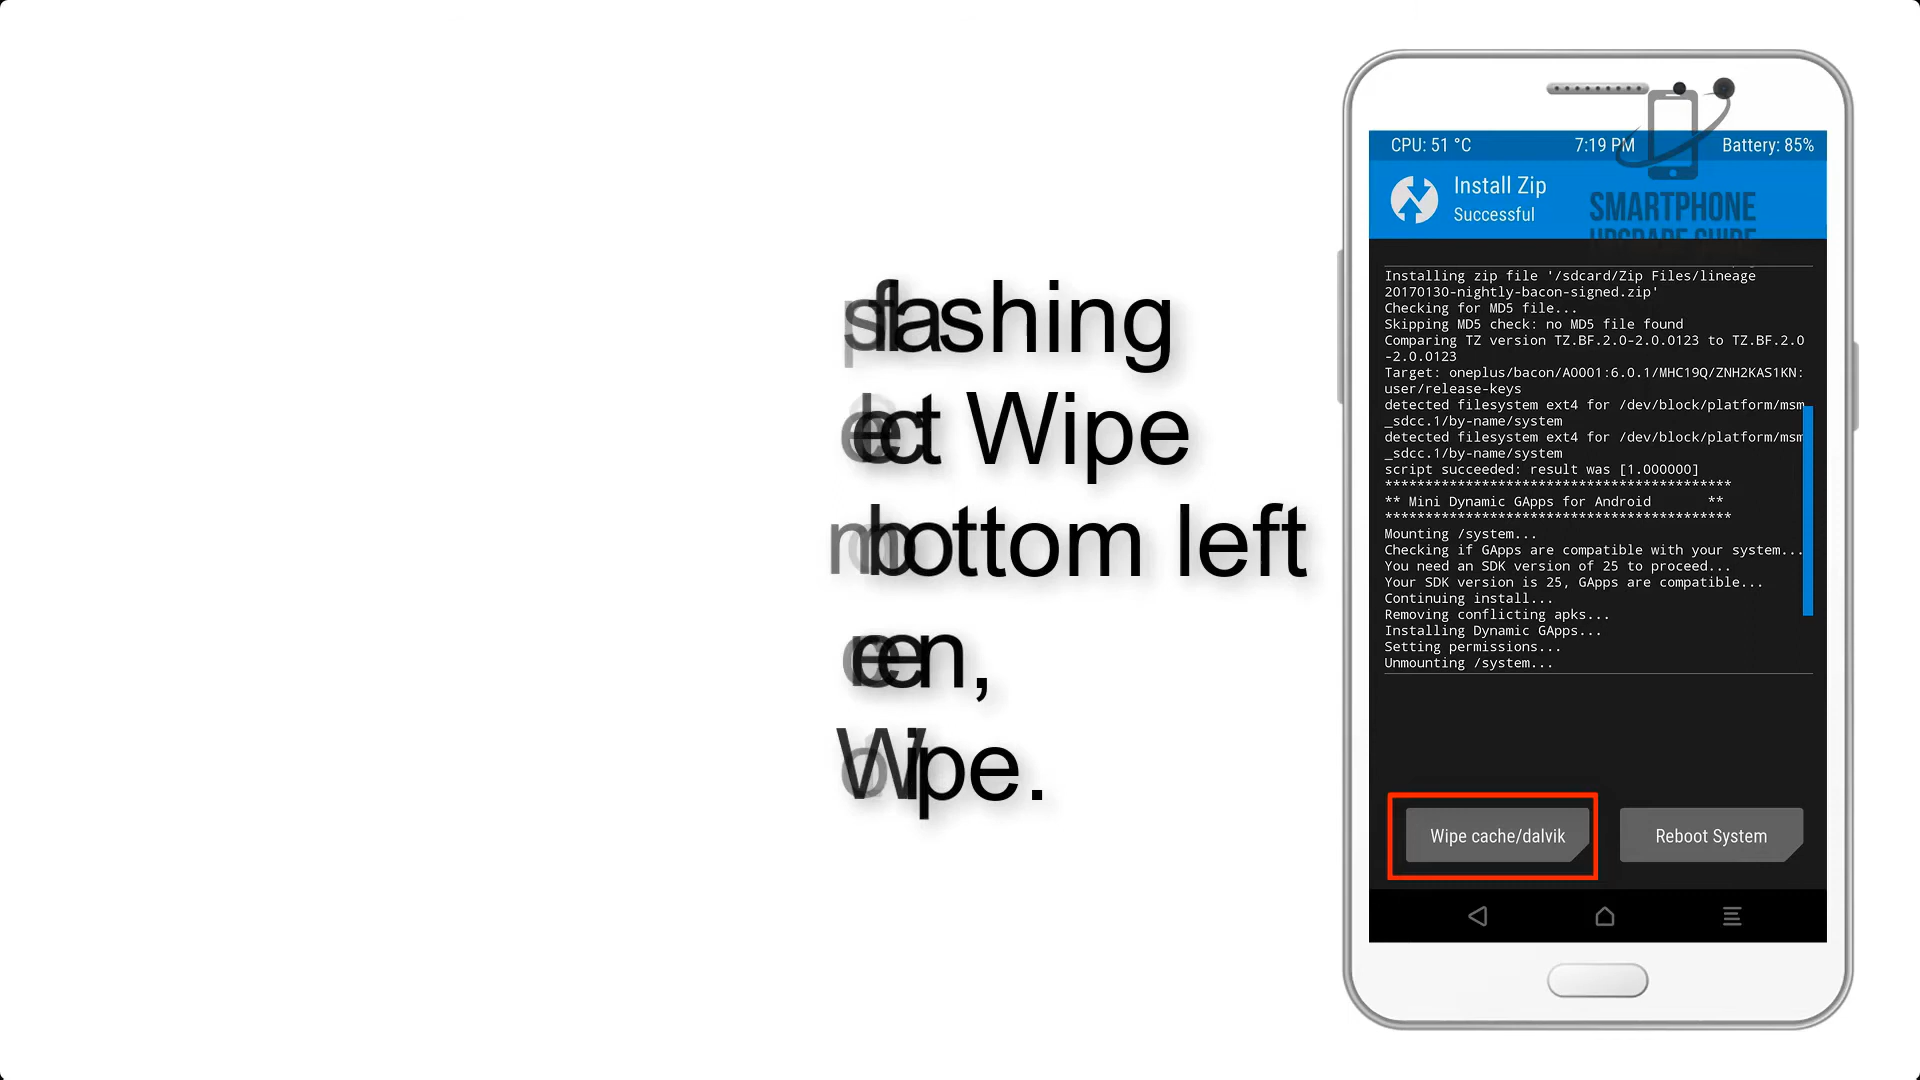 flashing
Wipe
bottom left
Wipe.
CPU: 51 °C 7:19 PM Battery: 85%
Install Zip
Successful
SMARTPHONE
UPGRADE GUIDE
Installing zip file '/sdcard/Zip Files/lineage
20170130-nightly-bacon-signed.zip'
Checking for MD5 file...
Skipping MD5 check: no MD5 file found
Comparing TZ version TZ.BF.2.0-2.0.0123 to TZ.BF.2.0
-2.0.0123
Target: oneplus/bacon/A0001:6.0.1/MHC19Q/ZNH2KAS1KN:
user/release-keys
detected filesystem ext4 for /dev/block/platform/msm
_sdcc.1/by-name/system
detected filesystem ext4 for /dev/block/platform/msm
_sdcc.1/by-name/system
script succeeded: result was [1.000000]
*******************************************
** Mini Dynamic GApps for Android **
*******************************************
Mounting /system...
Checking if GApps are compatible with your system...
You need an SDK version of 25 to proceed...
Your SDK version is 25, GApps are compatible...
Continuing install...
Removing conflicting apks...
Installing Dynamic GApps...
Setting permissions...
Unmounting /system...
Wipe cache/dalvik Reboot System